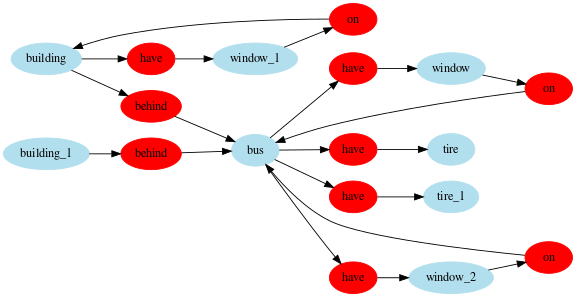 on
building
have
window_1
have
window
on
behind
building_1
behind
bus
have
tire
have
tire_1
on
have
window_2